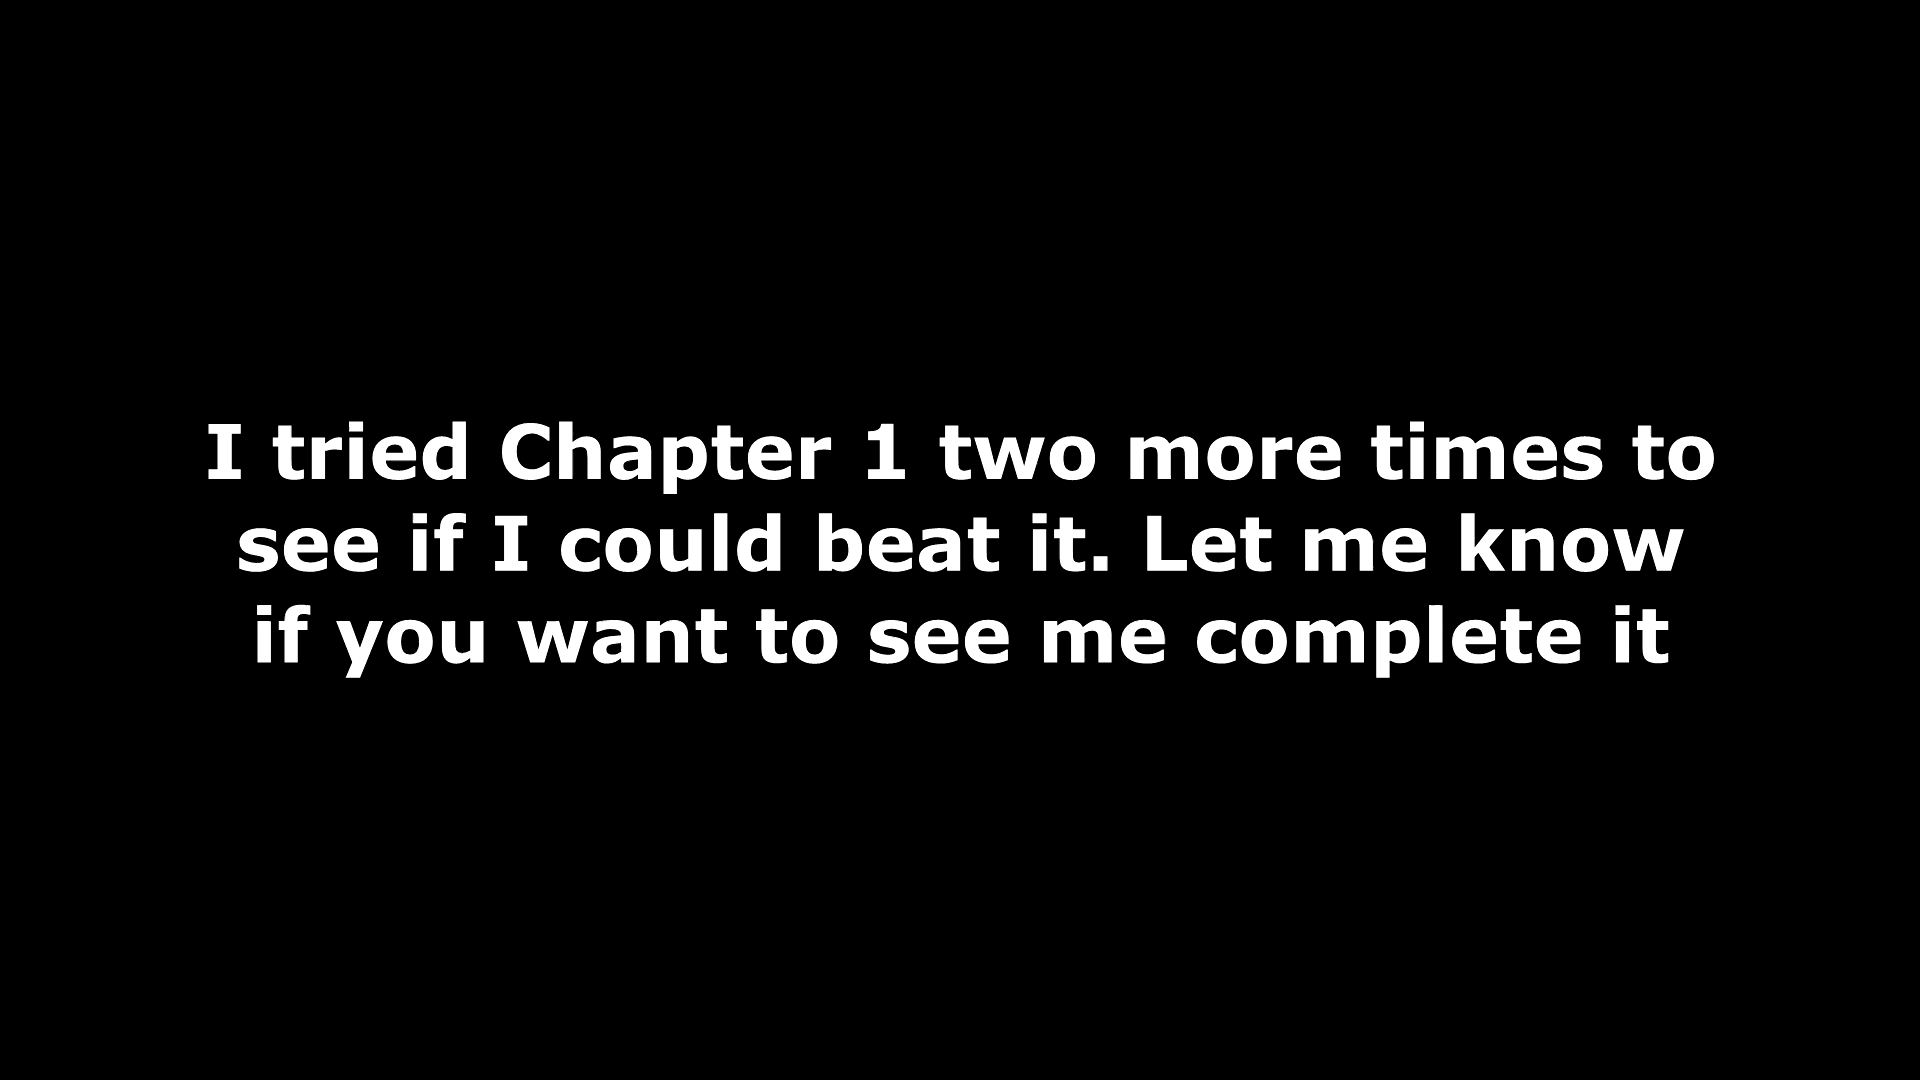 I tried Chapter 1 two more times to
see if I could beat it. Let me know
if you want to see me complete it